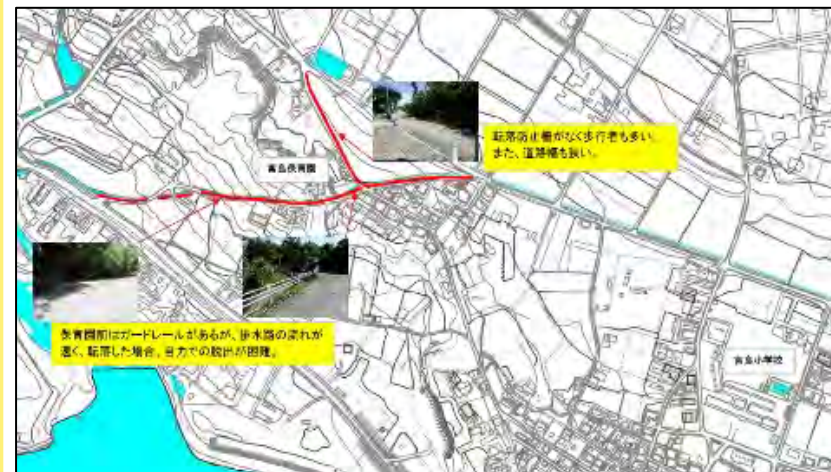 転落防止柵がなく歩行者も多い。
また、道路幅も狭い。
宮島保育園
保育園前はガードレールがあるが、排水路の流れが
速く、転落した場合、自力での脱出が困難。
宮島小学校